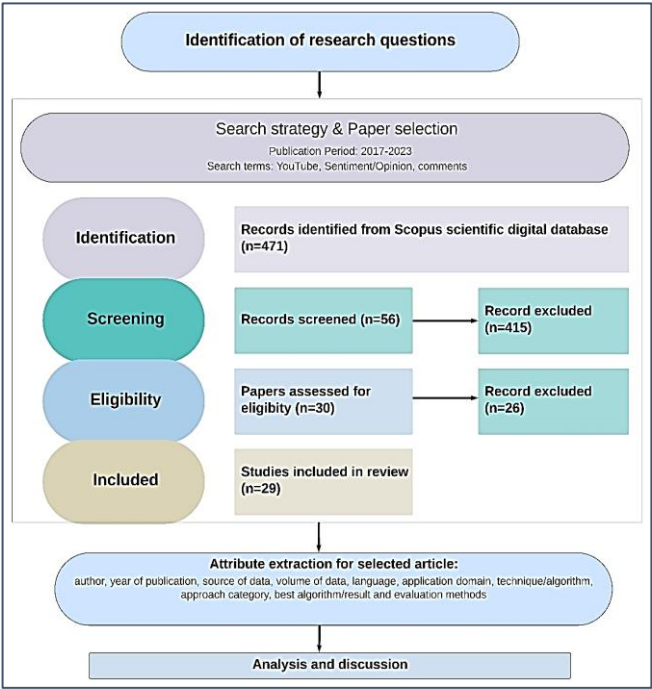 Identification of research questions
Search strategy & Paper selection
Publication Period: 2017-2023
Search terms: YouTube, Sentiment/Opinion, comments
Identification
Records identified from Scopus scientific digital database
(n=471)
Screening
Records screened (n=56)
Record excluded
(n=415)
Eligibility
Papers assessed for
eligibity (n=30)
Record excluded
(n=26)
Included
Studies included in review
(n=29)
Attribute extraction for selected article:
author, year of publication, source of data, volume of data, language, application domain, technique/algorithm,
approach category, best algorithm/result and evaluation methods
Analysis and discussion